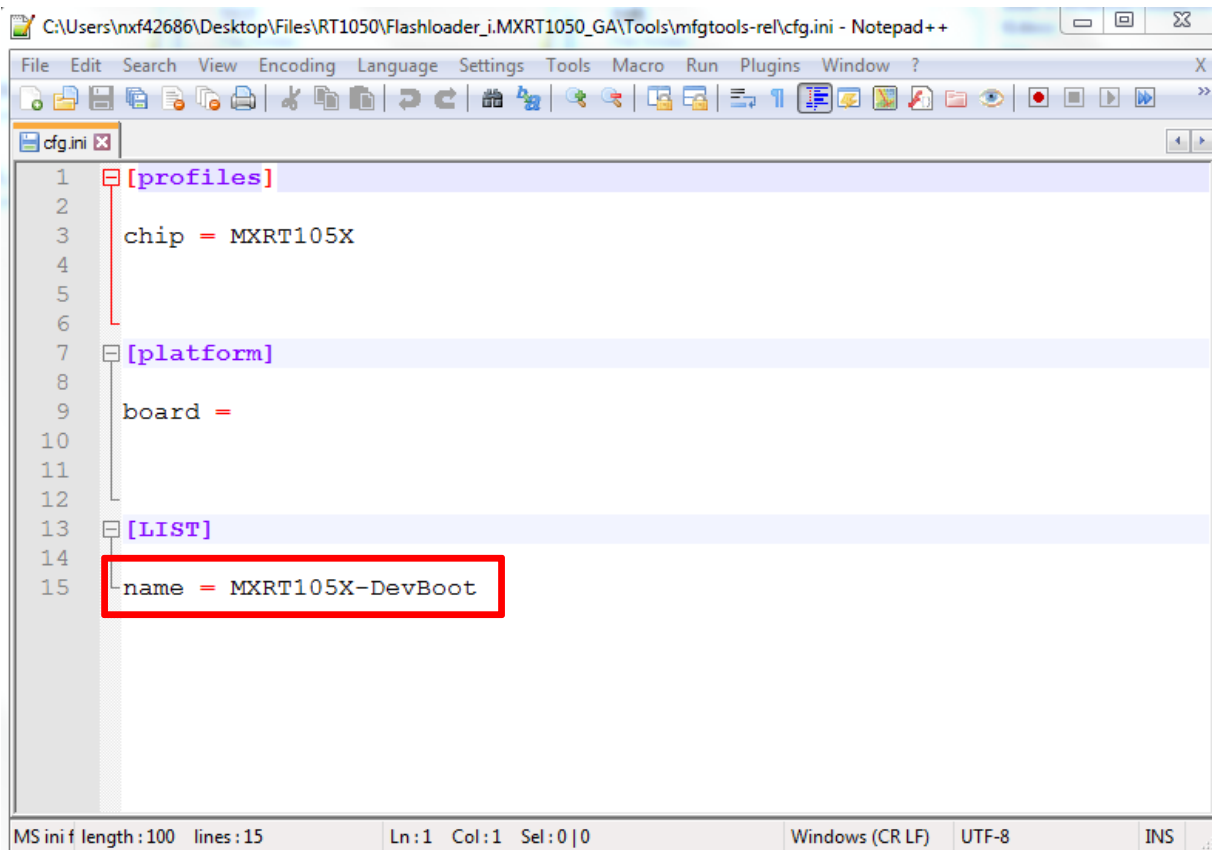 C:\Users\nxf42686\Desktop\Files\RT1050\Flashloader_i.MXRT1050_GA\Tools\mfgtools-rel\cfg.ini - Notepad++
File Edit Search View Encoding Language Settings Tools Macro Run Plugins Window ? X
cfg.ini
1 [profiles]
2
3 chip = MXRT105X
4
5
6
7 [platform]
8
9 board =
10
11
12
13 [LIST]
14
15 name = MXRT105X-DevBoot
MS ini f length : 100 lines : 15 Ln : 1 Col : 1 Sel : 0 | 0 Windows (CR LF) UTF-8 INS